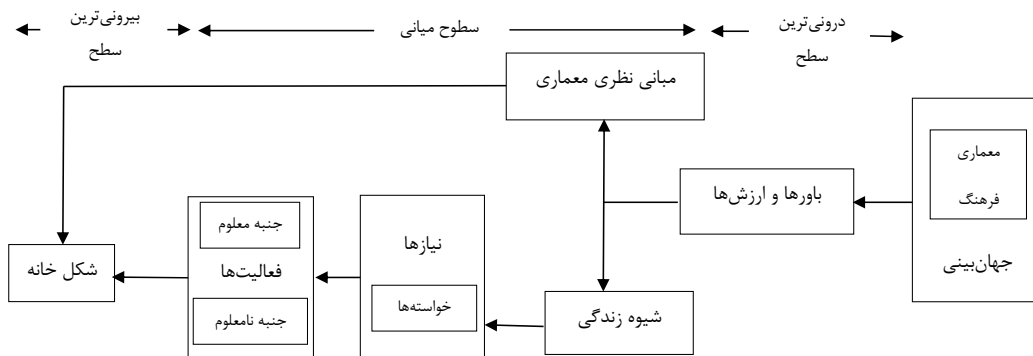 درونی‌ترین
سطح
سطوح میانی
بیرونی‌ترین
سطح
مبانی نظری معماری
معماری
فرهنگ
جهان‌بینی
باورها و ارزش‌ها
شیوه زندگی
نیازها
خواسته‌ها
جنبه معلوم
فعالیت‌ها
جنبه نامعلوم
شکل خانه